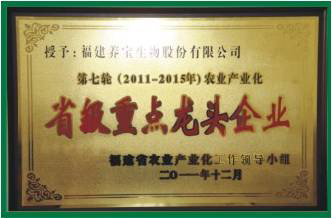 授予：福建养宝生物股份有限公司
第七轮（2011-2015年）农业产业化
省级重点龙头企业
福建省农业产业化工作领导小组
二〇一一年十二月